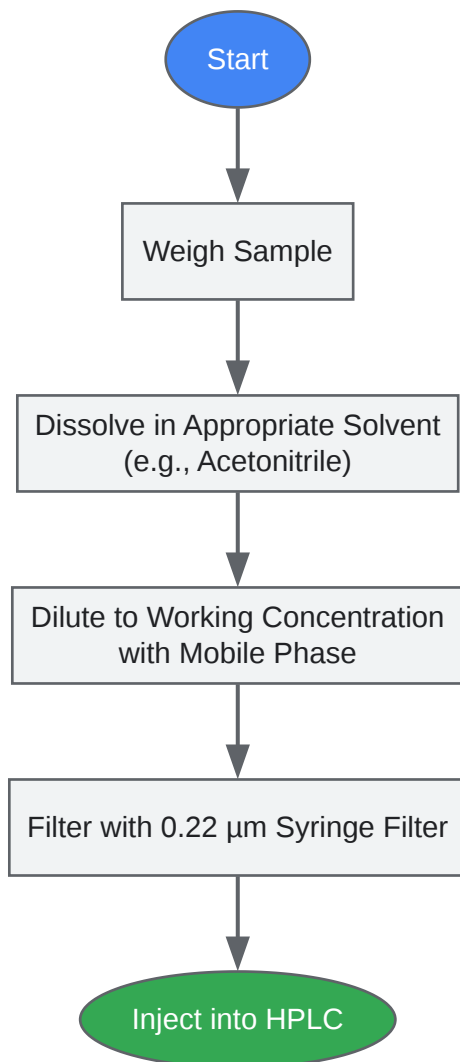 Start
Weigh Sample
Dissolve in Appropriate Solvent
(e.g., Acetonitrile)
Dilute to Working Concentration
with Mobile Phase
Filter with 0.22 µm Syringe Filter
Inject into HPLC